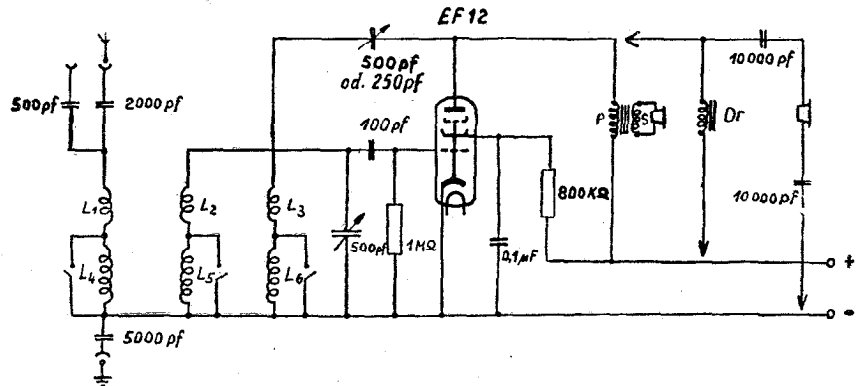 EF12
500pf
2000pf
500pf
od. 250pf
100pf
10000pf
P
S
Dr
L1
L2
L3
500pf
1MΩ
800KΩ
0,1µF
10000pf
L4
L5
L6
+
-
5000pf